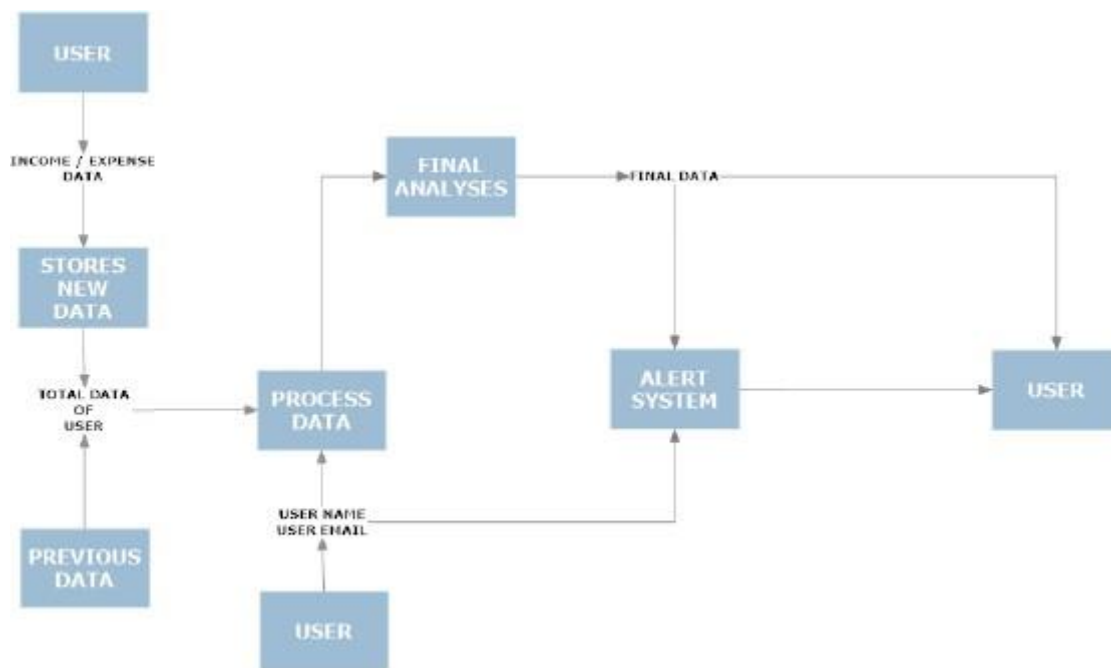 USER
INCOME / EXPENSE
DATA
STORES
NEW
DATA
TOTAL DATA
OF
USER
PREVIOUS
DATA
PROCESS
DATA
USER NAME
USER EMAIL
USER
FINAL
ANALYSES
FINAL DATA
ALERT
SYSTEM
USER